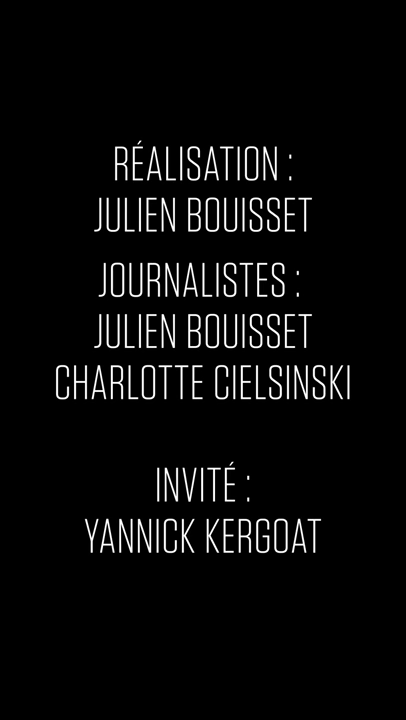 RÉALISATION :
JULIEN BOUISSET
JOURNALISTES :
JULIEN BOUISSET
CHARLOTTE CIELSINSKI
INVITÉ :
YANNICK KERGOAT